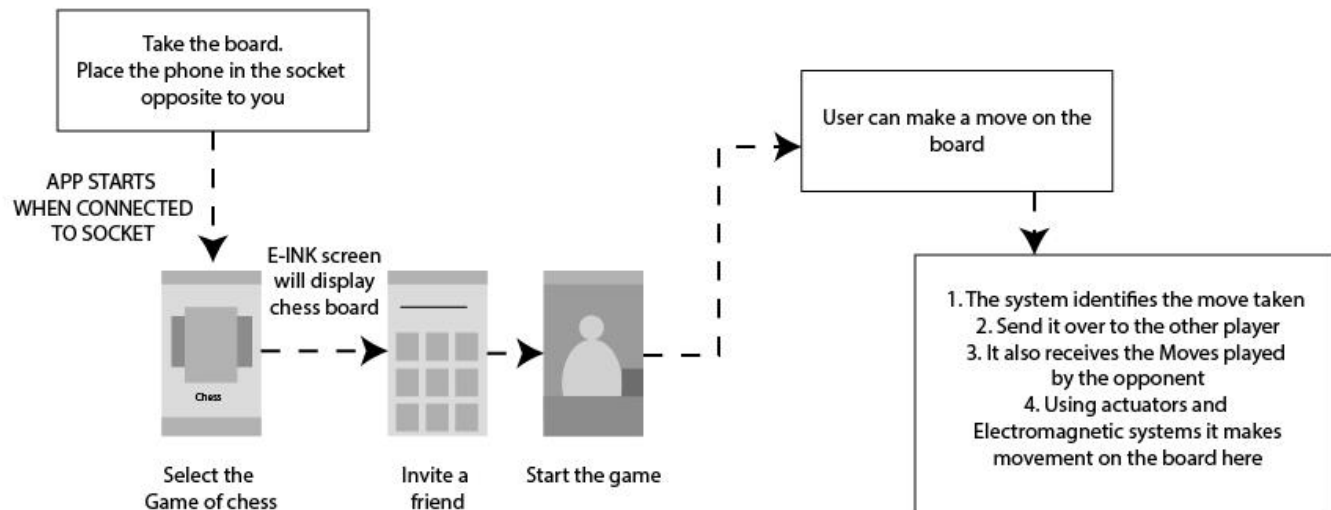 Take the board.
Place the phone in the socket
opposite to you
APP STARTS
WHEN CONNECTED
TO SOCKET
E-INK screen
will display
chess board
Chess
Select the
Game of chess
Invite a
friend
Start the game
User can make a move on the
board
1. The system identifies the move taken
2. Send it over to the other player
3. It also receives the Moves played
by the opponent
4. Using actuators and
Electromagnetic systems it makes
movement on the board here